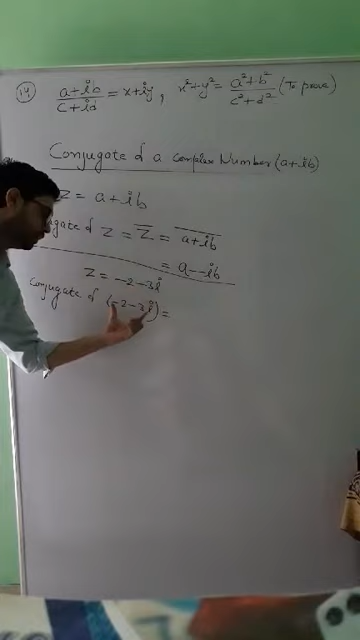 14) a+ib/c+id = x+iy, x²+y² = a²+b²/c²+d² (To prove)
Conjugate of a Complex Number (a+ib)
Z = a+ib
of Z = Z̅ = a+ib̅
= a-ib
Z = -2-3i
Conjugate of (-2-3i) =